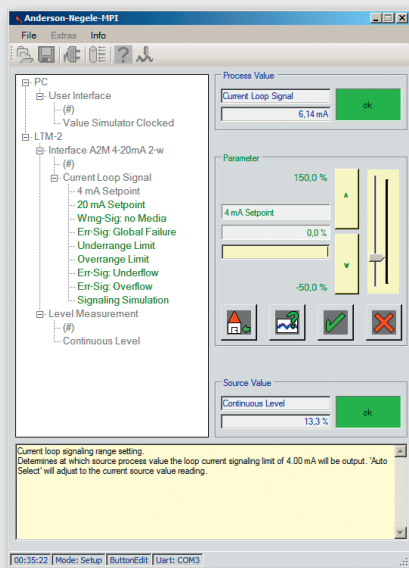 Anderson-Negele-MPI
File Extras Info
PC
User Interface
(#)
Value Simulator Clocked
LTM-2
Interface A2M 4-20mA 2-w
(#)
Current Loop Signal
4 mA Setpoint
20 mA Setpoint
Wrng-Sig: no Media
Err-Sig: Global Failure
Underrange Limit
Overrange Limit
Err-Sig: Underflow
Err-Sig: Overflow
Signaling Simulation
Level Measurement
(#)
Continuous Level
Process Value
Current Loop Signal
6,14 mA
ok
Parameter
150,0 %
^
4 mA Setpoint
0,0 %
v
-50,0 %
Source Value
Continuous Level
13,3 %
ok
Current loop signaling range setting.
Determines at which source process value the loop current signaling limit of 4.00 mA will be output. 'Auto
Select' will adjust to the current source value reading.
00:35:22 Mode: Setup ButtonEdit Uart: COM3